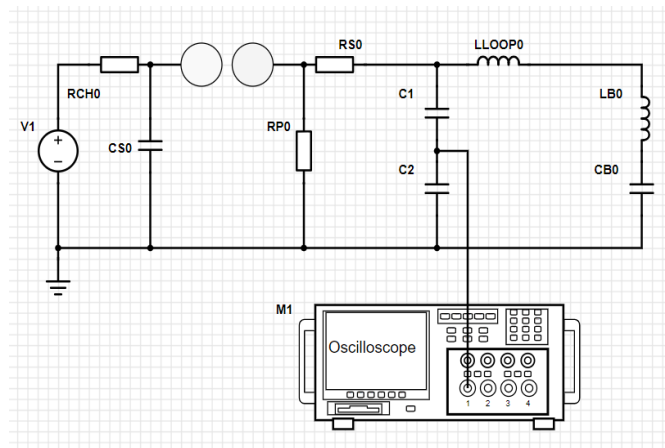 RS0
LLOOP0
RCH0
C1
LB0
V1
+
−
CS0
RP0
C2
CB0
M1
Oscilloscope
1 2 3 4